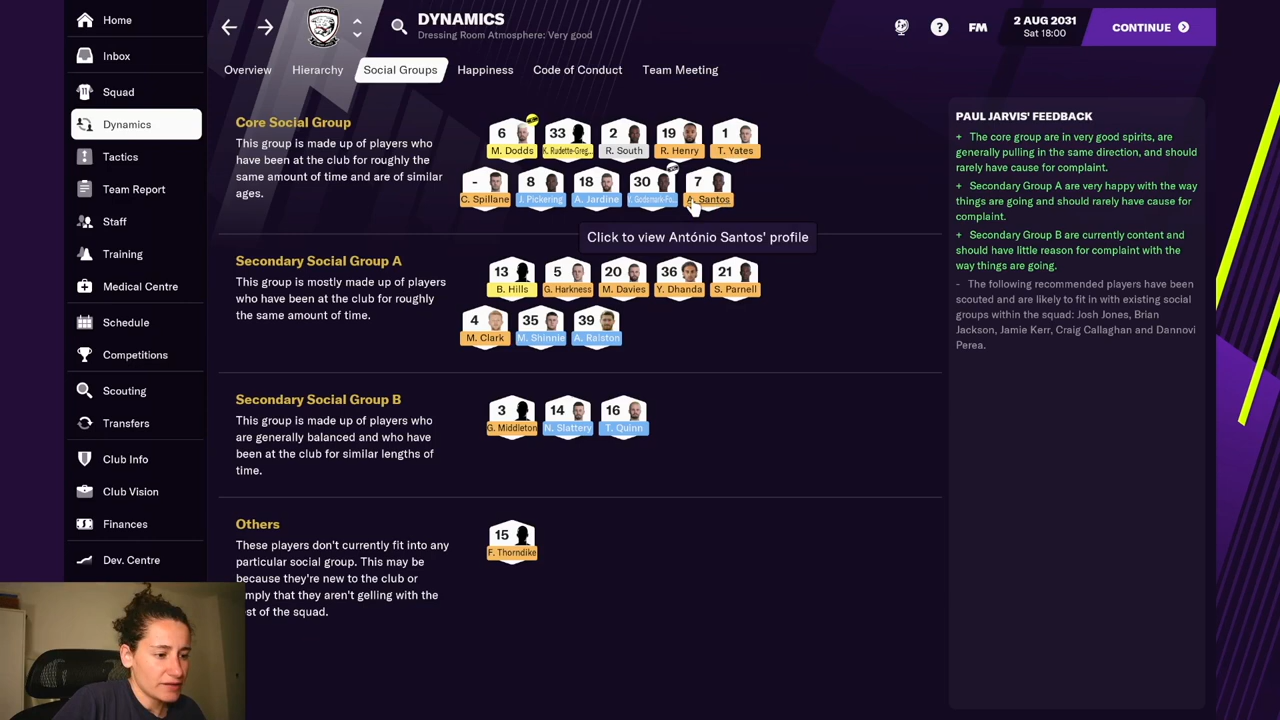 Home
Inbox
Squad
Dynamics
Tactics
Team Report
Staff
Training
Medical Centre
Schedule
Competitions
Scouting
Transfers
Club Info
Club Vision
Finances
Dev. Centre
DYNAMICS
Dressing Room Atmosphere: Very good
FM
2 AUG 2031
Sat 18:00
CONTINUE
Overview
Hierarchy
Social Groups
Happiness
Code of Conduct
Team Meeting
Core Social Group
This group is made up of players who
have been at the club for roughly the
same amount of time and are of similar
ages.
6
M. Dodds
33
K. Rudette-Greg...
2
R. South
19
R. Henry
1
T. Yates
-
C. Spillane
8
J. Pickering
18
A. Jardine
30
Y. Godsmark-Fo...
7
A. Santos
Click to view António Santos' profile
Secondary Social Group A
This group is mostly made up of players
who have been at the club for roughly
the same amount of time.
13
B. Hills
5
G. Harkness
20
M. Davies
36
Y. Dhanda
21
S. Parnell
4
M. Clark
35
M. Shinnie
39
A. Ralston
Secondary Social Group B
This group is made up of players who
are generally balanced and who have
been at the club for similar lengths of
time.
3
G. Middleton
14
N. Slattery
16
T. Quinn
Others
These players don't currently fit into any
particular social group. This may be
because they're new to the club or
mply that they aren't gelling with the
est of the squad.
15
F. Thorndike
PAUL JARVIS' FEEDBACK
+ The core group are in very good spirits, are
generally pulling in the same direction, and should
rarely have cause for complaint.
+ Secondary Group A are very happy with the way
things are going and should rarely have cause for
complaint.
+ Secondary Group B are currently content and
should have little reason for complaint with the
way things are going.
- The following recommended players have been
scouted and are likely to fit in with existing social
groups within the squad: Josh Jones, Brian
Jackson, Jamie Kerr, Craig Callaghan and Dannovi
Perea.